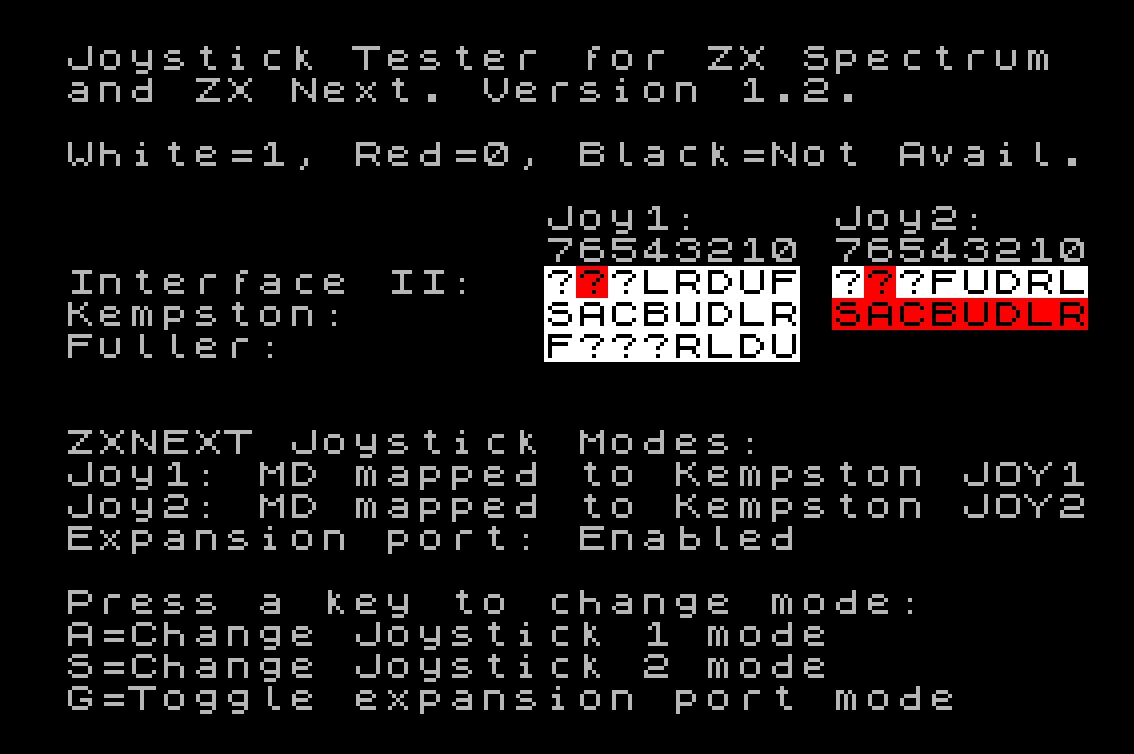 Joystick Tester for ZX Spectrum
and ZX Next. Version 1.2.
White=1, Red=0, Black=Not Avail.
Joy1: Joy2:
76543210 76543210
Interface II: ???LRDUF ???FUDRL
Kempston: SACBUDLR SACBUDLR
Fuller: F???RLDU
ZXNEXT Joystick Modes:
Joy1: MD mapped to Kempston JOY1
Joy2: MD mapped to Kempston JOY2
Expansion port: Enabled
Press a key to change mode:
A=Change Joystick 1 mode
S=Change Joystick 2 mode
G=Toggle expansion port mode